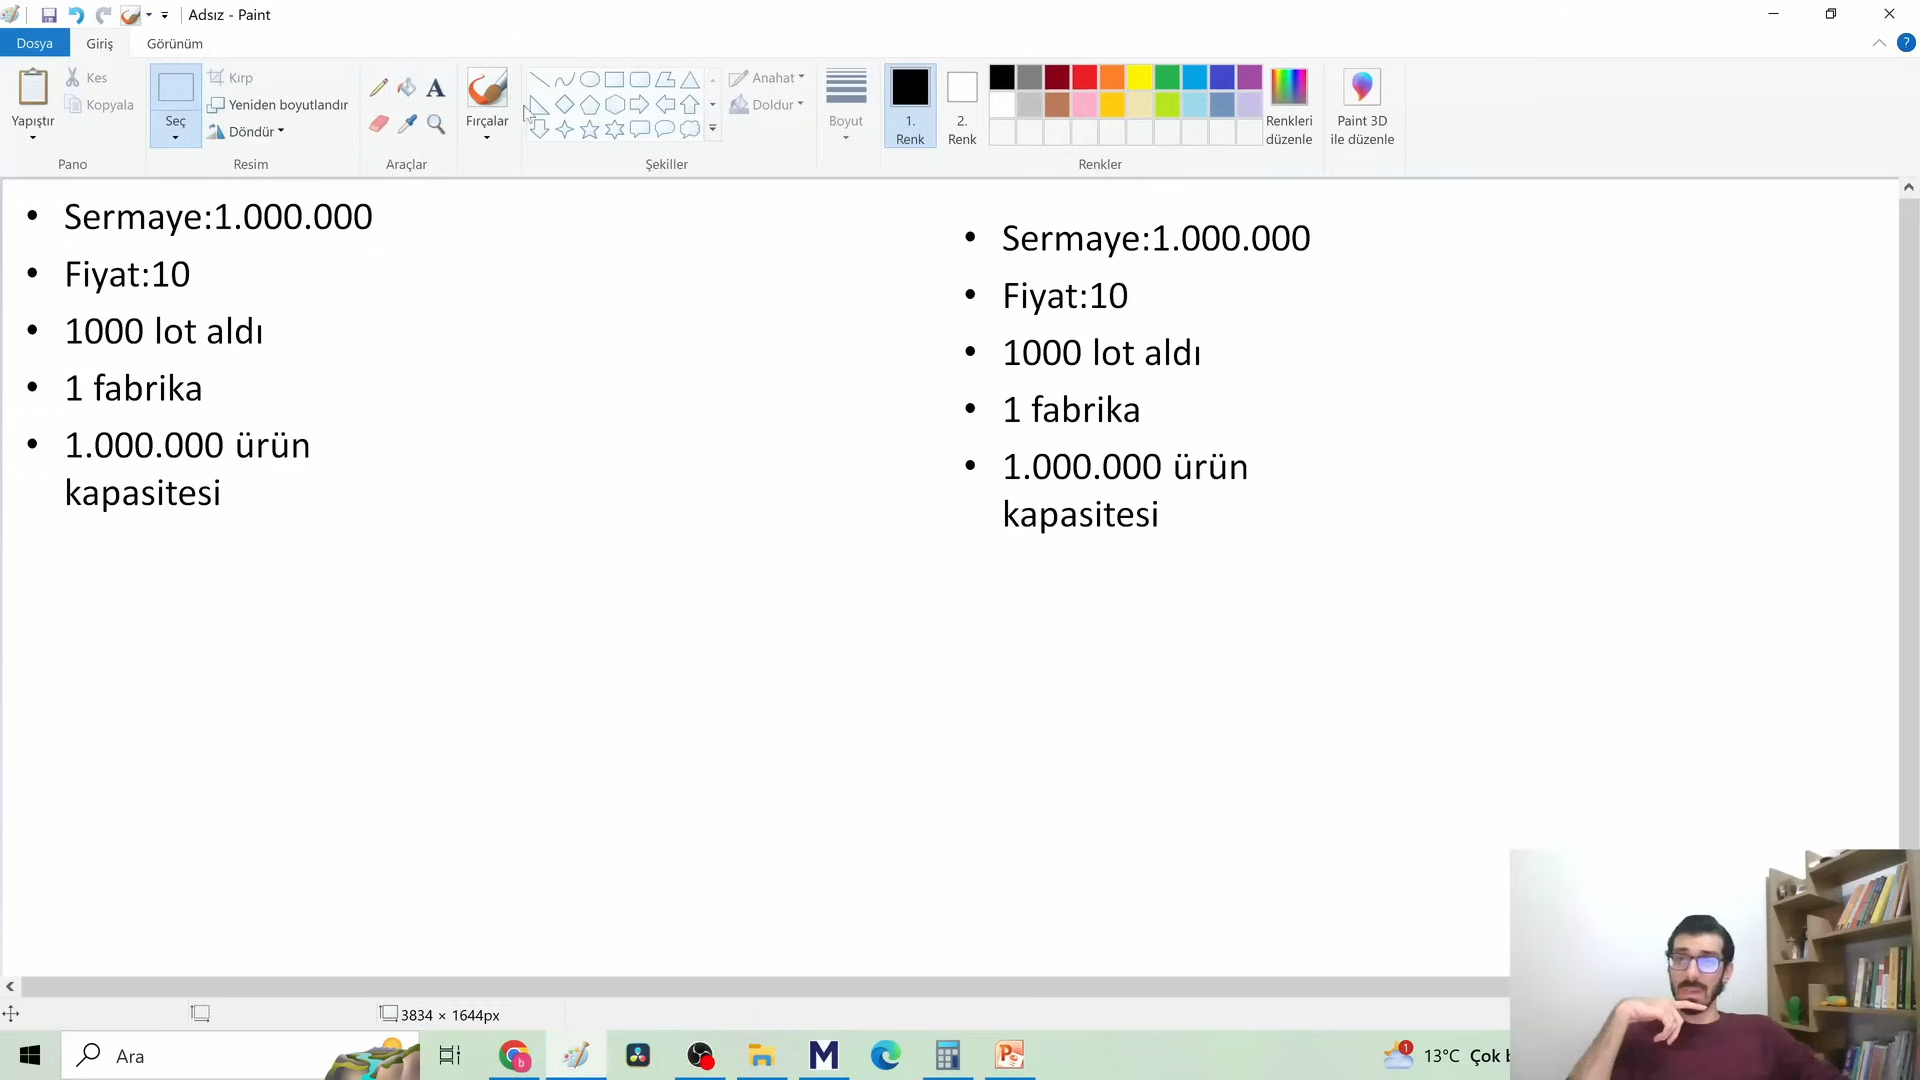 Adsız - Paint
Dosya
Giriş
Görünüm
Yapıştır
Kes
Kopyala
Pano
Seç
Kırp
Yeniden boyutlandır
Döndür
Resim
A
Araçlar
Fırçalar
Anahat
Doldur
Şekiller
Boyut
1.
Renk
2.
Renk
Renkleri
düzenle
Renkler
Paint 3D
ile düzenle
?
• Sermaye:1.000.000
• Fiyat:10
• 1000 lot aldı
• 1 fabrika
• 1.000.000 ürün
kapasitesi
• Sermaye:1.000.000
• Fiyat:10
• 1000 lot aldı
• 1 fabrika
• 1.000.000 ürün
kapasitesi
3834 × 1644px
Ara
1
13°C Çok